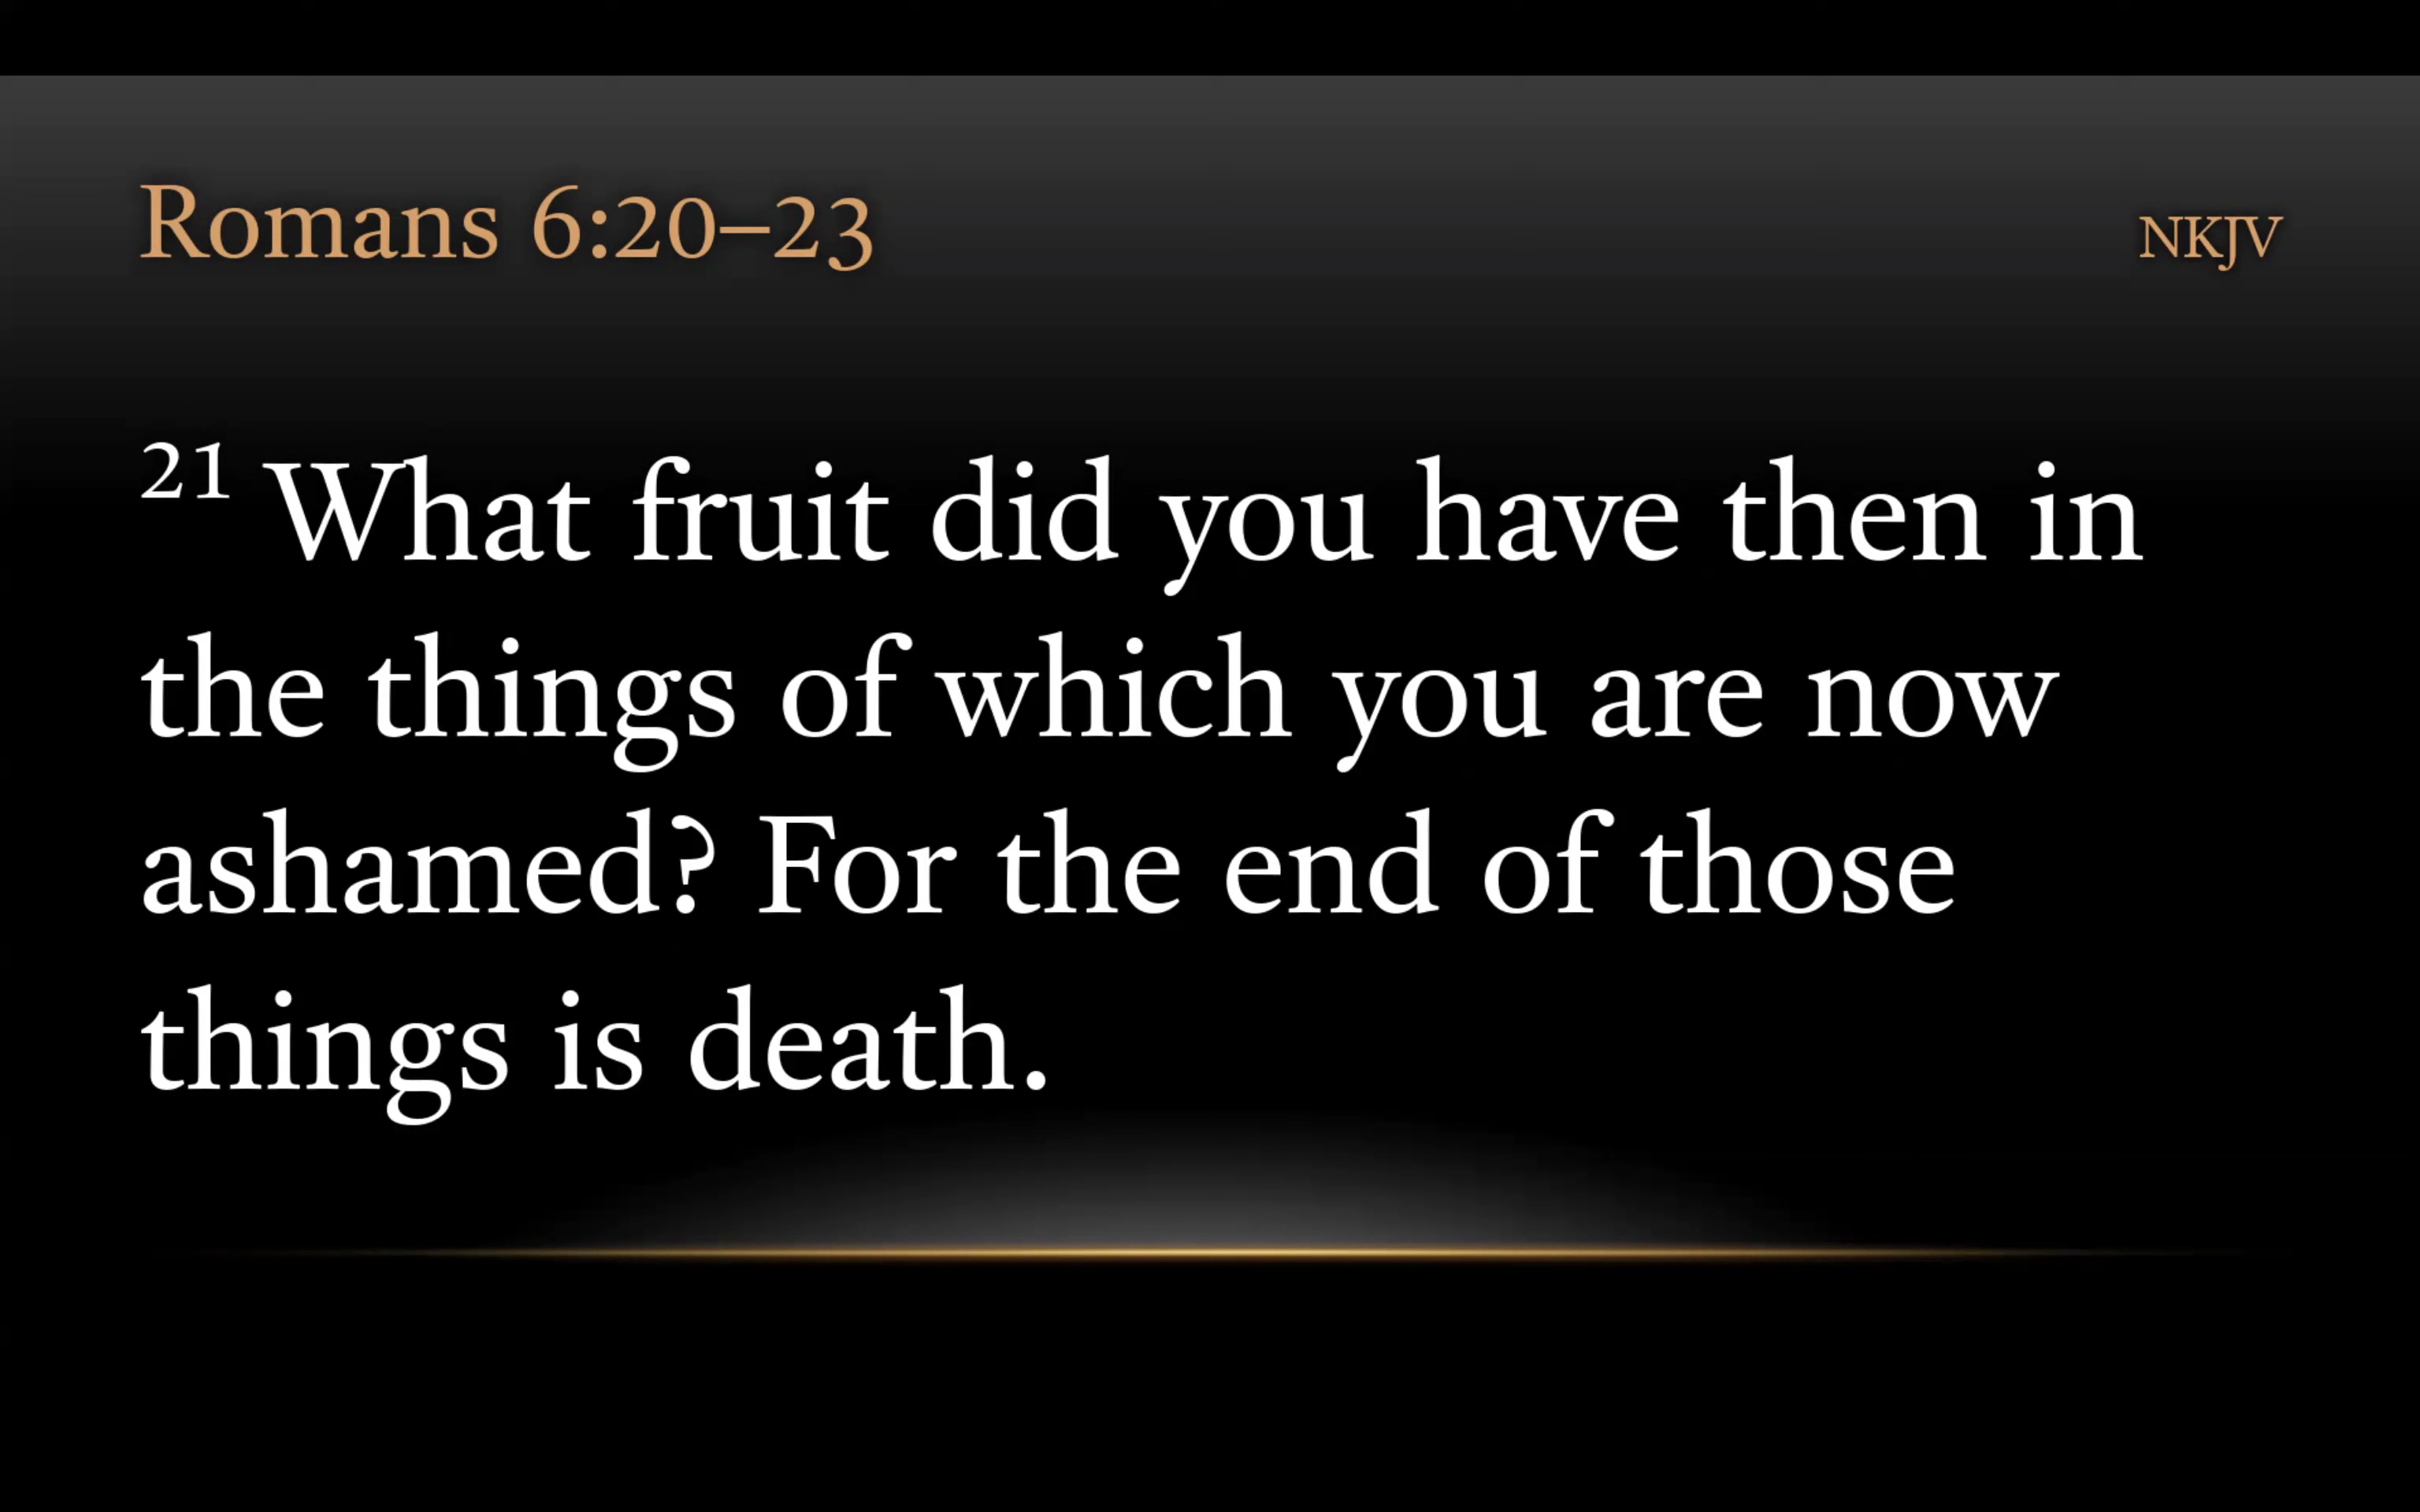 Romans 6:20–23
NKJV
21 What fruit did you have then in
the things of which you are now
ashamed? For the end of those
things is death.